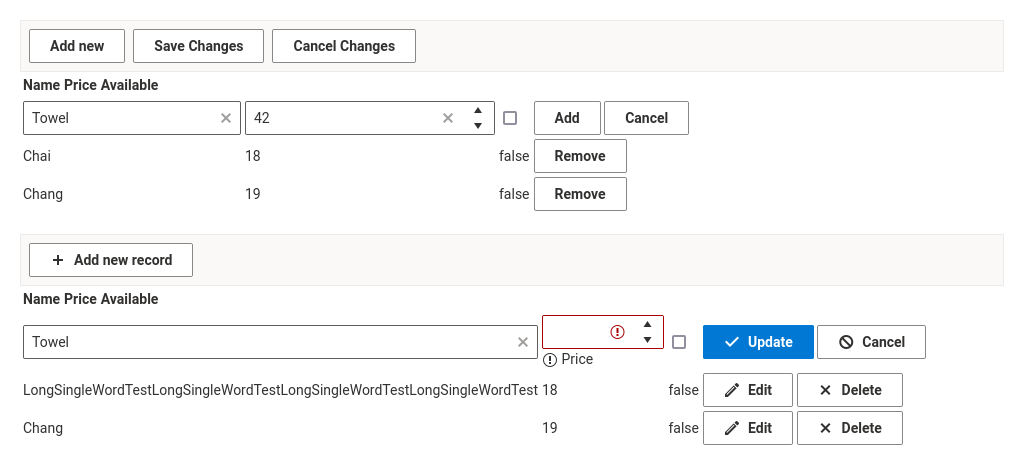 Add new Save Changes Cancel Changes
Name Price Available
Towel 42 Add Cancel
Chai 18 false Remove
Chang 19 false Remove
Add new record
Name Price Available
Towel Update Cancel
Price
LongSingleWordTestLongSingleWordTestLongSingleWordTestLongSingleWordTest 18 false Edit Delete
Chang 19 false Edit Delete